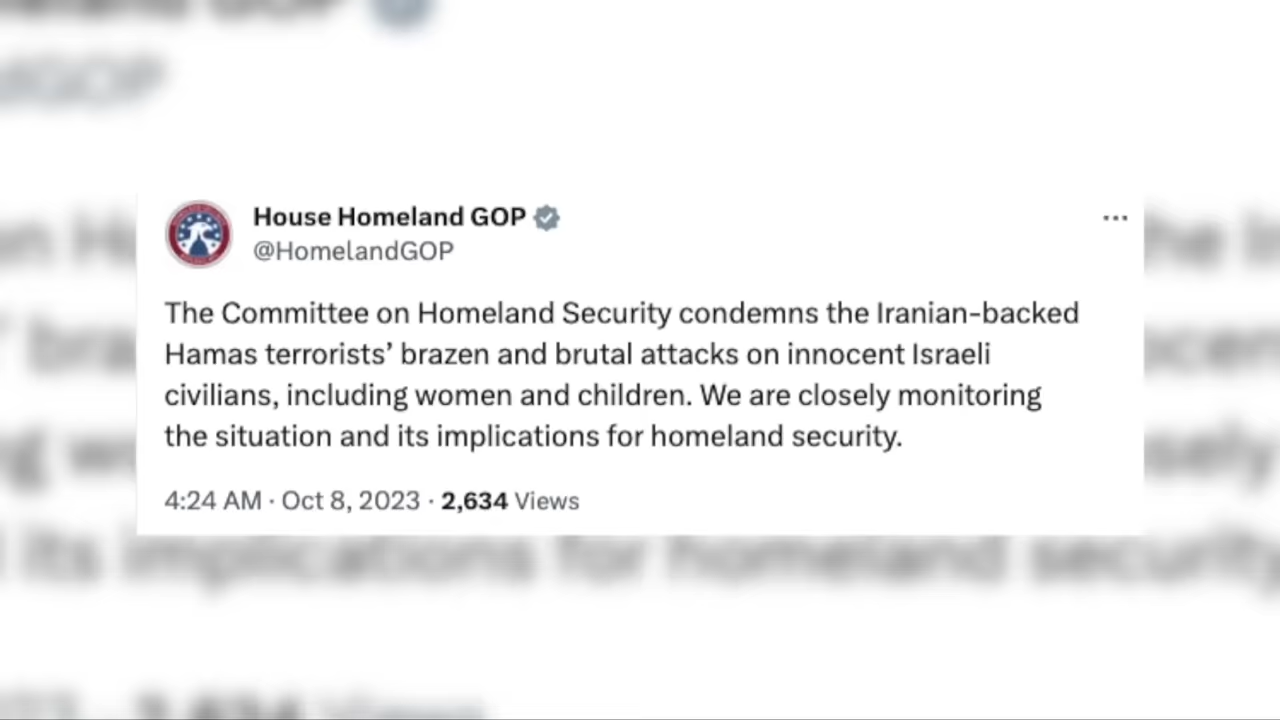 House Homeland GOP
@HomelandGOP
The Committee on Homeland Security condemns the Iranian-backed
Hamas terrorists’ brazen and brutal attacks on innocent Israeli
civilians, including women and children. We are closely monitoring
the situation and its implications for homeland security.
4:24 AM · Oct 8, 2023 · 2,634 Views